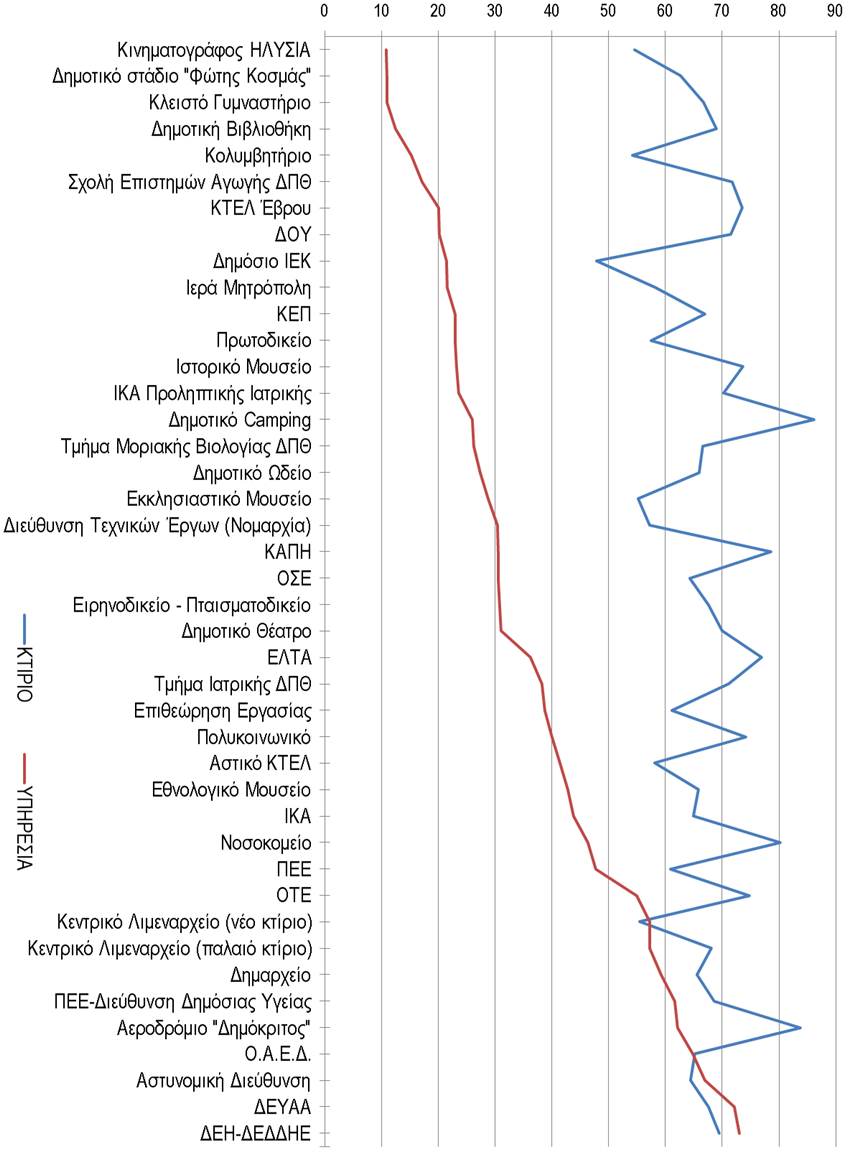 0 10 20 30 40 50 60 70 80 90
Κινηματογράφος ΗΛΥΣΙΑ
Δημοτικό στάδιο "Φώτης Κοσμάς"
Κλειστό Γυμναστήριο
Δημοτική Βιβλιοθήκη
Κολυμβητήριο
Σχολή Επιστημών Αγωγής ΔΠΘ
ΚΤΕΛ Έβρου
ΔΟΥ
Δημόσιο ΙΕΚ
Ιερά Μητρόπολη
ΚΕΠ
Πρωτοδικείο
Ιστορικό Μουσείο
ΙΚΑ Προληπτικής Ιατρικής
Δημοτικό Camping
Τμήμα Μοριακής Βιολογίας ΔΠΘ
Δημοτικό Ωδείο
Εκκλησιαστικό Μουσείο
Διεύθυνση Τεχνικών Έργων (Νομαρχία)
ΚΑΠΗ
ΟΣΕ
Ειρηνοδικείο - Πταισματοδικείο
Δημοτικό Θέατρο
ΕΛΤΑ
Τμήμα Ιατρικής ΔΠΘ
Επιθεώρηση Εργασίας
Πολυκοινωνικό
Αστικό ΚΤΕΛ
Εθνολογικό Μουσείο
ΙΚΑ
Νοσοκομείο
ΠΕΕ
ΟΤΕ
Κεντρικό Λιμεναρχείο (νέο κτίριο)
Κεντρικό Λιμεναρχείο (παλαιό κτίριο)
Δημαρχείο
ΠΕΕ-Διεύθυνση Δημόσιας Υγείας
Αεροδρόμιο "Δημόκριτος"
Ο.Α.Ε.Δ.
Αστυνομική Διεύθυνση
ΔΕΥΑΑ
ΔΕΗ-ΔΕΔΔΗΕ
ΚΤΙΡΙΟ
ΥΠΗΡΕΣΙΑ